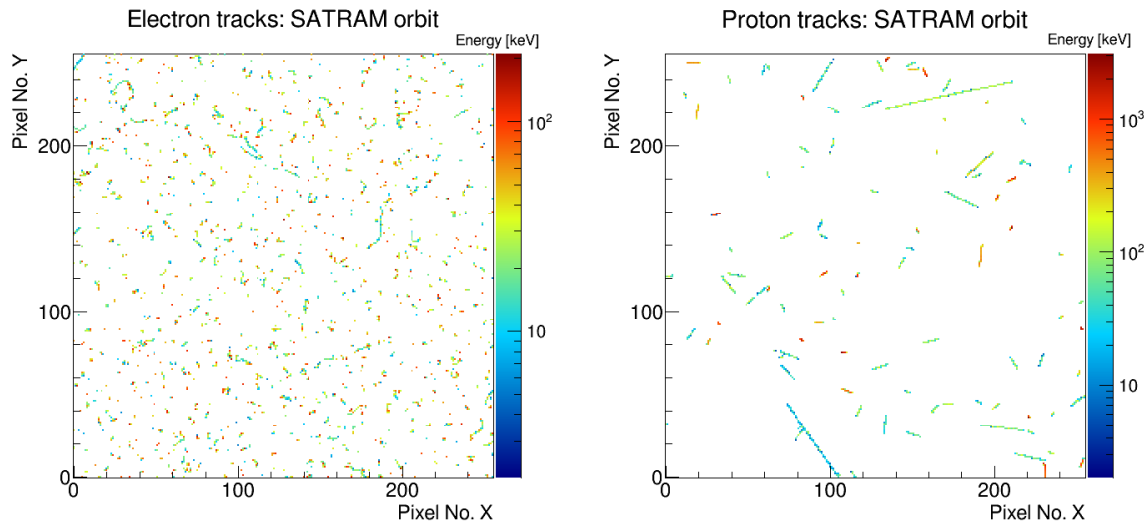 Electron tracks: SATRAM orbit
Energy [keV]
Pixel No. Y
200
100
0
0
100
200
Pixel No. X
10²
10
Proton tracks: SATRAM orbit
Energy [keV]
Pixel No. Y
200
100
0
0
100
200
Pixel No. X
10³
10²
10